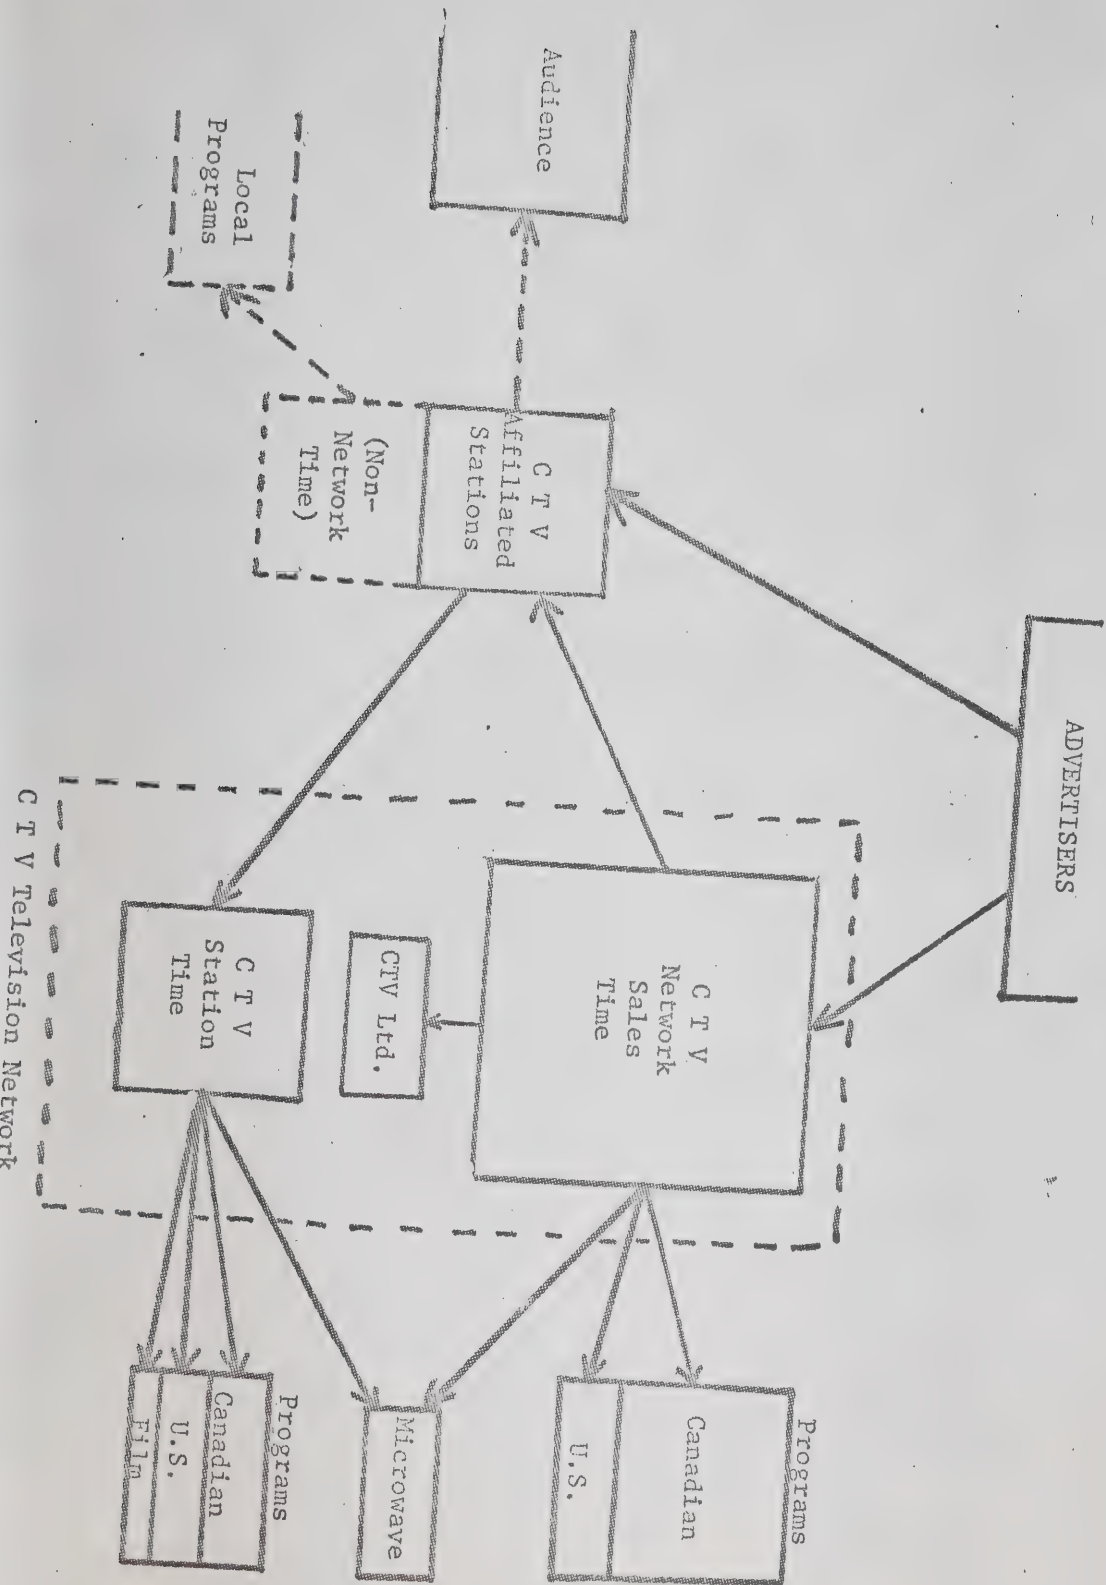 ADVERTISERS
Audience
Local
Programs
C T V
Affiliated
Stations
(Non-
Network
Time)
C T V
Network
Sales
Time
CTV Ltd.
C T V
Station
Time
C T V Television Network
Programs
Canadian
U.S.
Microwave
Programs
Canadian
U.S.
Film